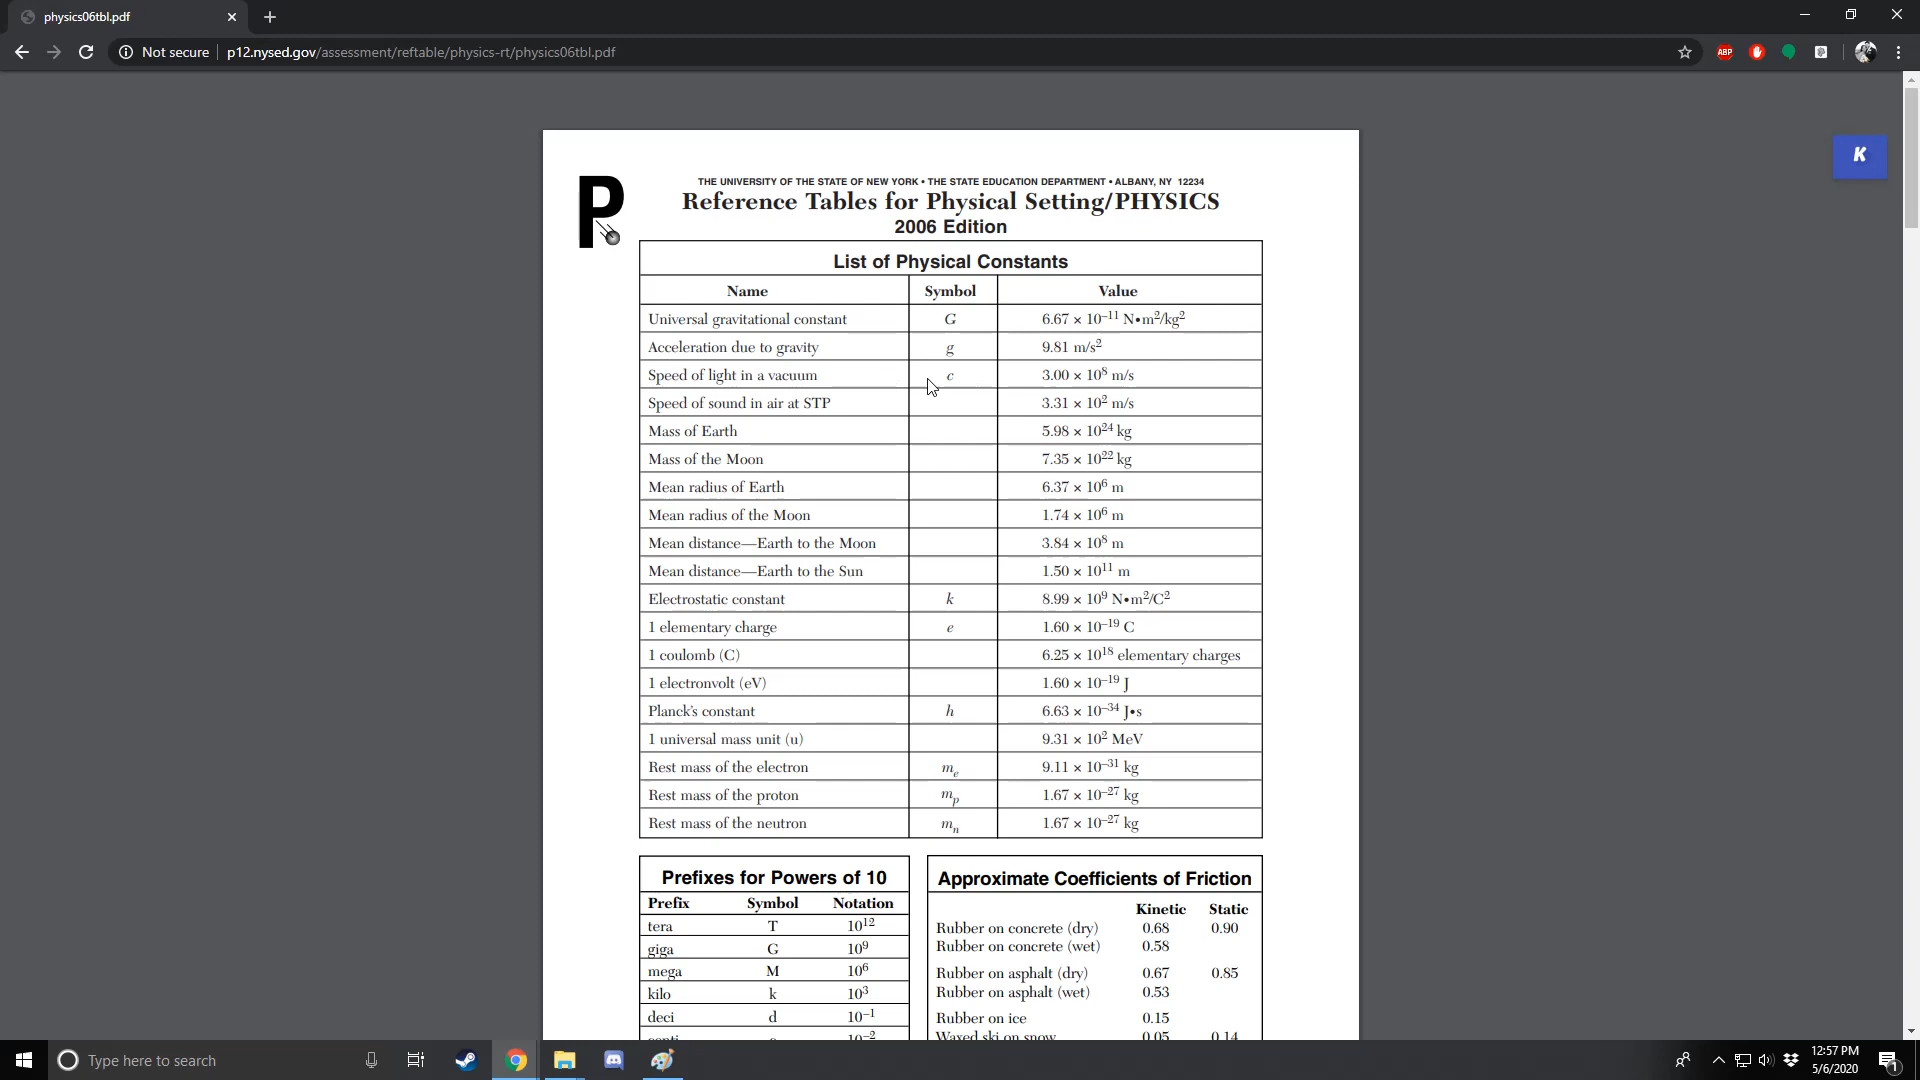 physics06tbl.pdf
Not secure p12.nysed.gov/assessment/reftable/physics-rt/physics06tbl.pdf
ABP
K
P
THE UNIVERSITY OF THE STATE OF NEW YORK • THE STATE EDUCATION DEPARTMENT • ALBANY, NY 12234
Reference Tables for Physical Setting/PHYSICS
2006 Edition
List of Physical Constants
Name Symbol Value
Universal gravitational constant G 6.67 × 10⁻¹¹ N•m²/kg²
Acceleration due to gravity g 9.81 m/s²
Speed of light in a vacuum c 3.00 × 10⁸ m/s
Speed of sound in air at STP 3.31 × 10² m/s
Mass of Earth 5.98 × 10²⁴ kg
Mass of the Moon 7.35 × 10²² kg
Mean radius of Earth 6.37 × 10⁶ m
Mean radius of the Moon 1.74 × 10⁶ m
Mean distance—Earth to the Moon 3.84 × 10⁸ m
Mean distance—Earth to the Sun 1.50 × 10¹¹ m
Electrostatic constant k 8.99 × 10⁹ N•m²/C²
1 elementary charge e 1.60 × 10⁻¹⁹ C
1 coulomb (C) 6.25 × 10¹⁸ elementary charges
1 electronvolt (eV) 1.60 × 10⁻¹⁹ J
Planck's constant h 6.63 × 10⁻³⁴ J•s
1 universal mass unit (u) 9.31 × 10² MeV
Rest mass of the electron mₑ 9.11 × 10⁻³¹ kg
Rest mass of the proton mₚ 1.67 × 10⁻²⁷ kg
Rest mass of the neutron mₙ 1.67 × 10⁻²⁷ kg
Prefixes for Powers of 10
Prefix Symbol Notation
tera T 10¹²
giga G 10⁹
mega M 10⁶
kilo k 10³
deci d 10⁻¹
10⁻²
Approximate Coefficients of Friction
Kinetic Static
Rubber on concrete (dry) 0.68 0.90
Rubber on concrete (wet) 0.58
Rubber on asphalt (dry) 0.67 0.85
Rubber on asphalt (wet) 0.53
Rubber on ice 0.15
Waxed ski on snow 0.05 0.14
Type here to search
12:57 PM
5/6/2020
1